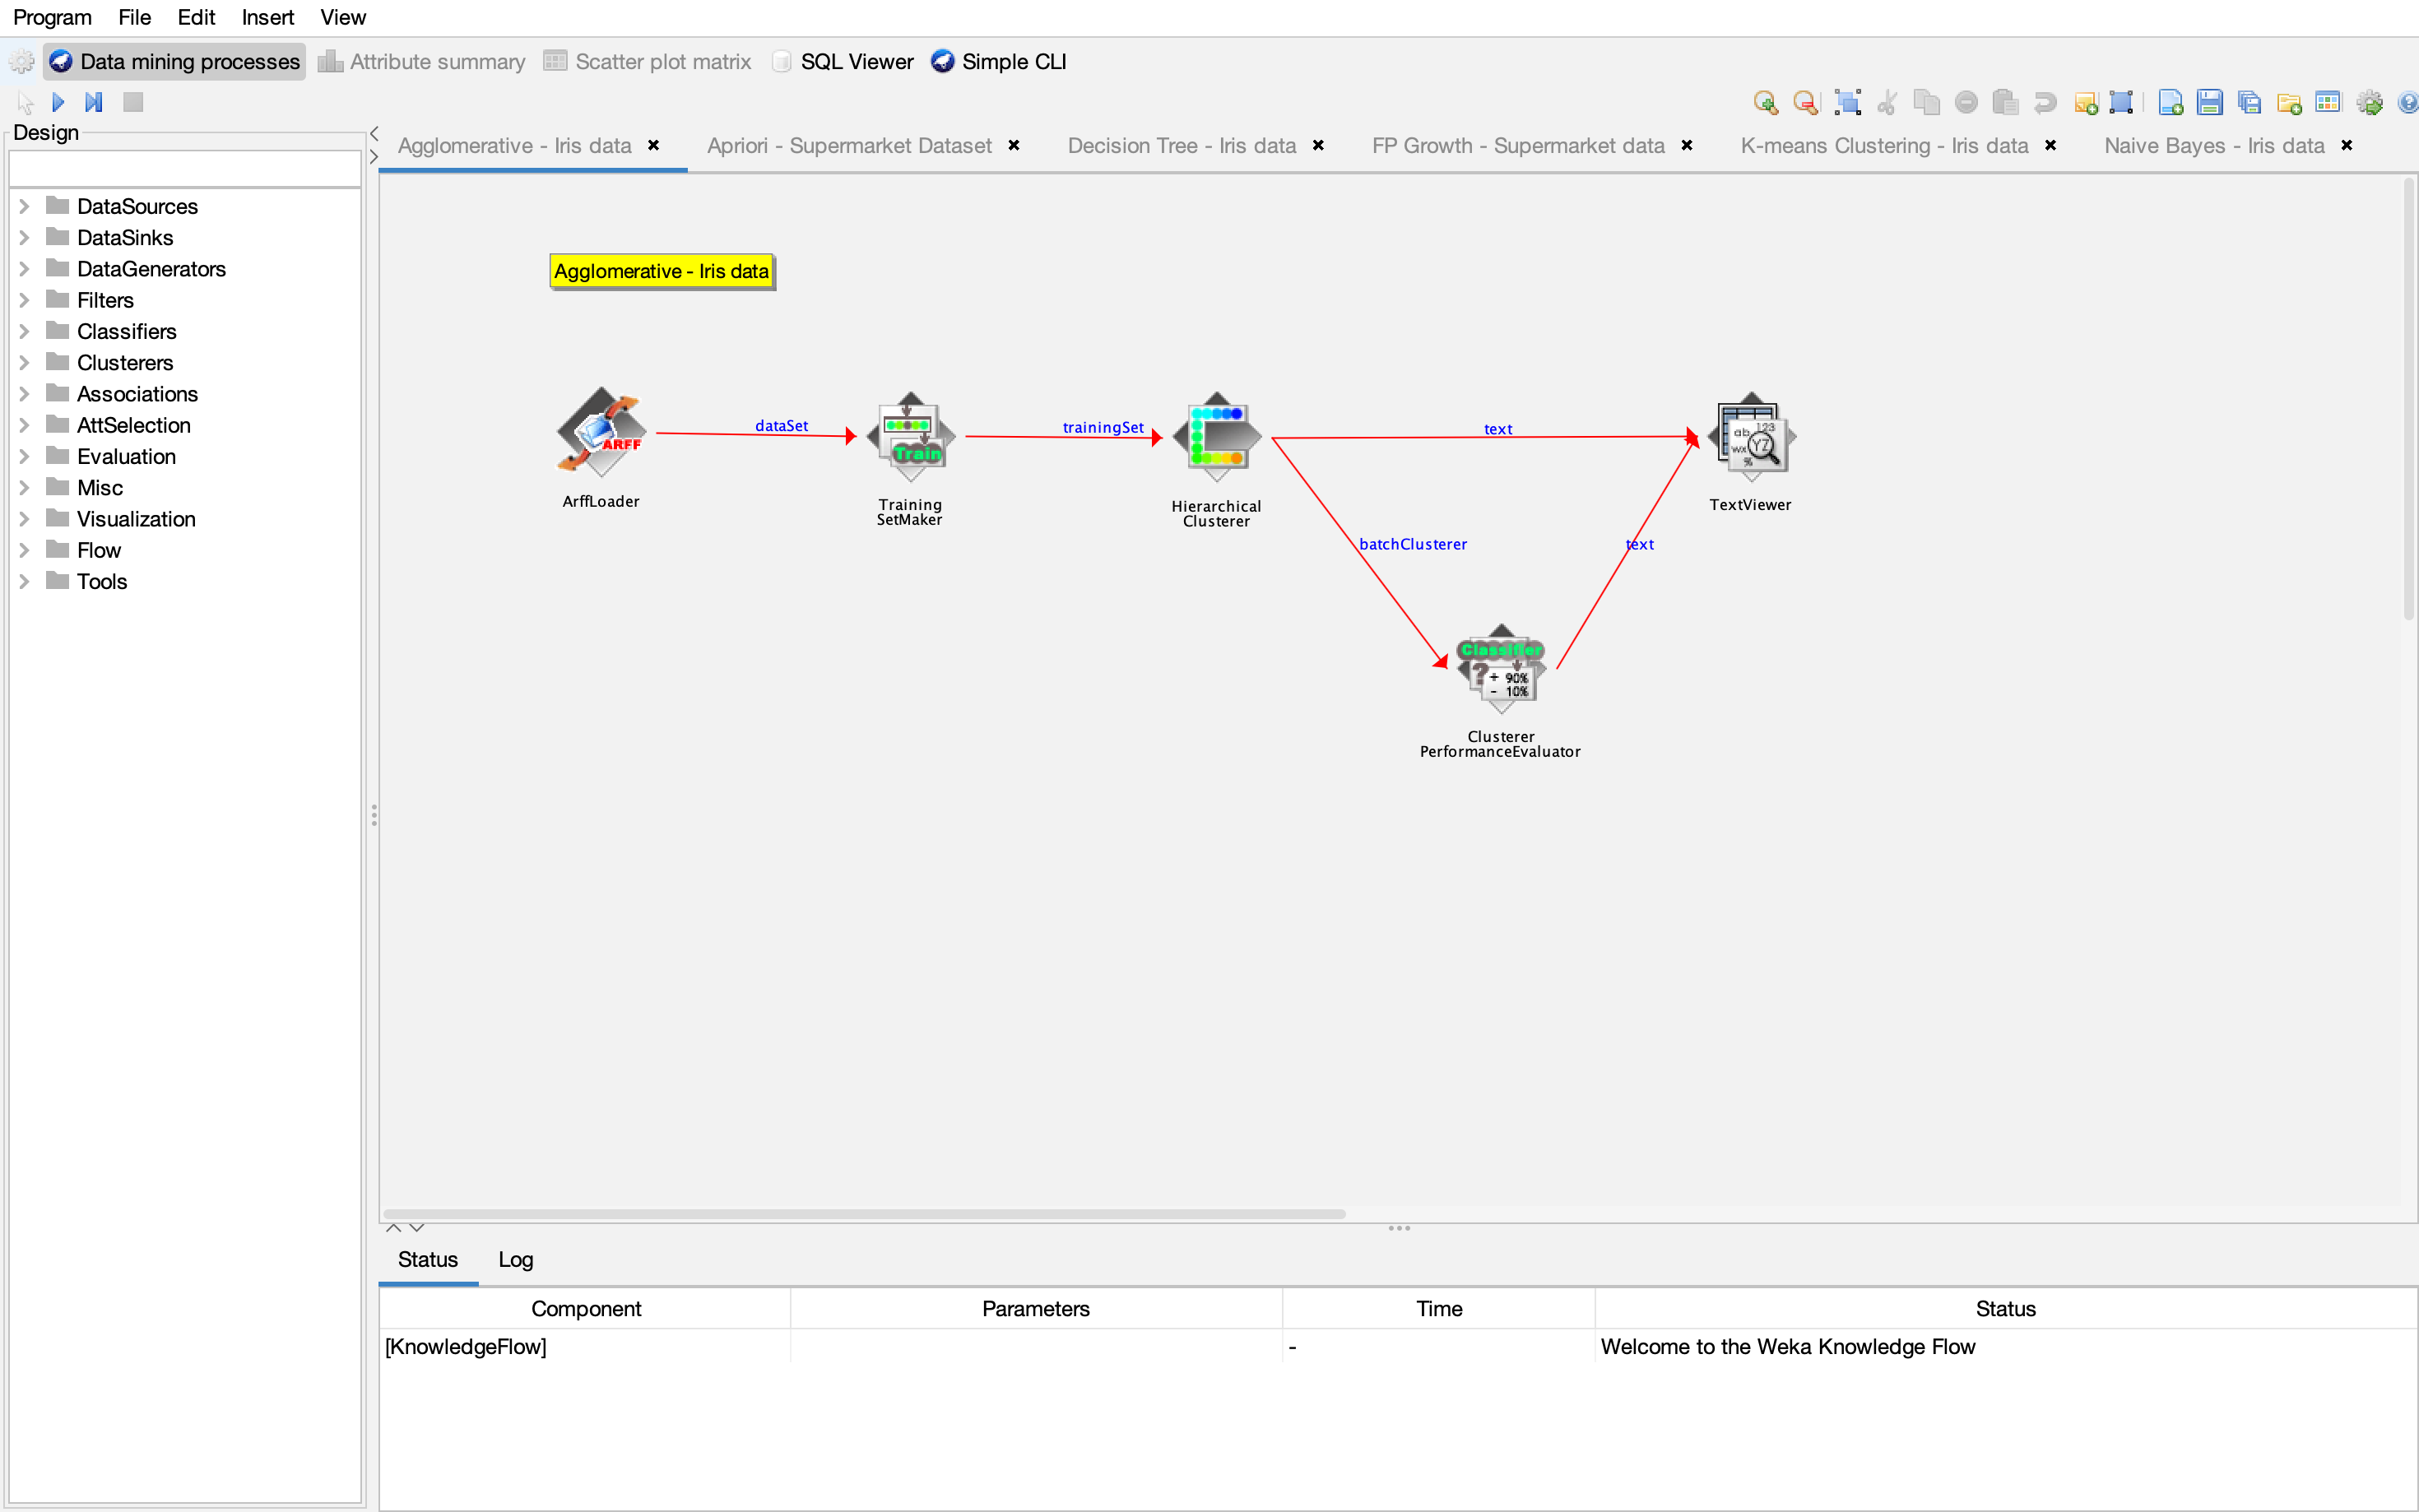 Program File Edit Insert View
Data mining processes Attribute summary Scatter plot matrix SQL Viewer Simple CLI
Design
Agglomerative - Iris data Apriori - Supermarket Dataset Decision Tree - Iris data FP Growth - Supermarket data K-means Clustering - Iris data Naive Bayes - Iris data
DataSources
DataSinks
DataGenerators
Filters
Classifiers
Clusterers
Associations
AttSelection
Evaluation
Misc
Visualization
Flow
Tools
Agglomerative - Iris data
dataSet
trainingSet
text
ARFF
Train
ab 123
wx YZ
%
ArffLoader
Training
SetMaker
Hierarchical
Clusterer
TextViewer
batchClusterer
text
Classifier
? + 90%
- 10%
Clusterer
PerformanceEvaluator
Status Log
Component Parameters Time Status
[KnowledgeFlow] - Welcome to the Weka Knowledge Flow